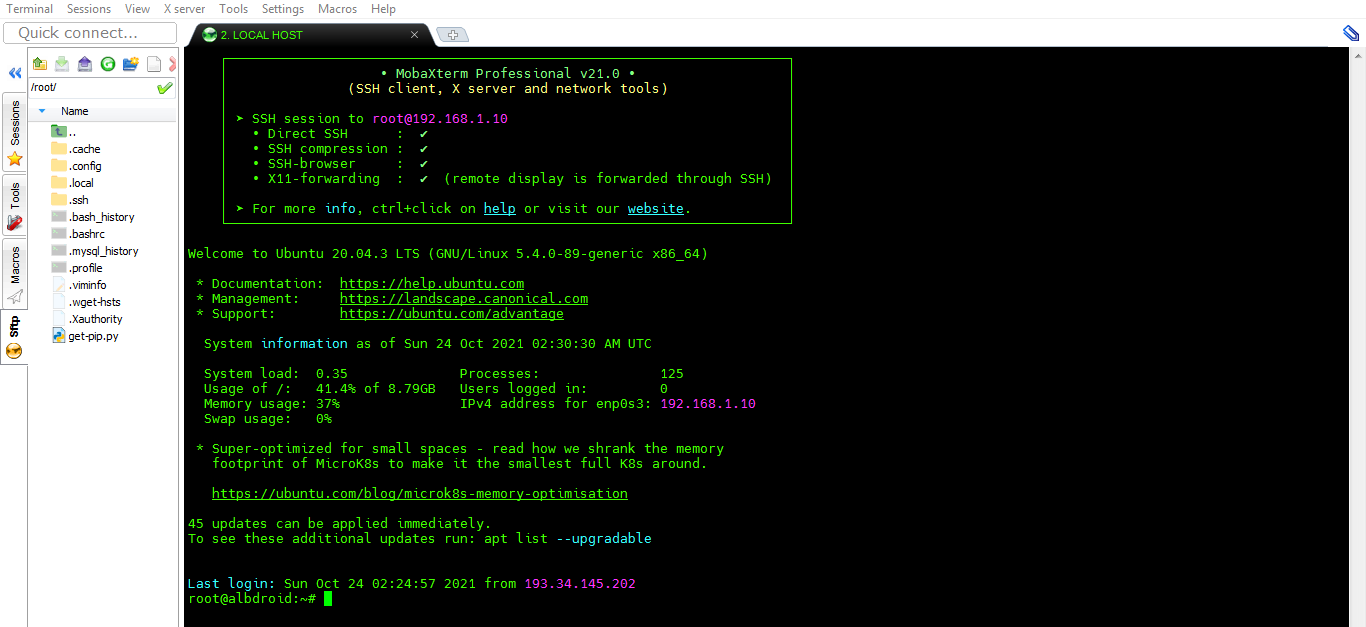 Terminal Sessions View X server Tools Settings Macros Help
Quick connect...
2. LOCAL HOST
/root/
Name
..
.cache
.config
.local
.ssh
.bash_history
.bashrc
.mysql_history
.profile
.viminfo
.wget-hsts
.Xauthority
get-pip.py
Sessions
Tools
Macros
Sftp
• MobaXterm Professional v21.0 •
(SSH client, X server and network tools)
➤ SSH session to root@192.168.1.10
• Direct SSH : ✔
• SSH compression : ✔
• SSH-browser : ✔
• X11-forwarding : ✔ (remote display is forwarded through SSH)
➤ For more info, ctrl+click on help or visit our website.
Welcome to Ubuntu 20.04.3 LTS (GNU/Linux 5.4.0-89-generic x86_64)
* Documentation: https://help.ubuntu.com
* Management: https://landscape.canonical.com
* Support: https://ubuntu.com/advantage
System information as of Sun 24 Oct 2021 02:30:30 AM UTC
System load: 0.35 Processes: 125
Usage of /: 41.4% of 8.79GB Users logged in: 0
Memory usage: 37% IPv4 address for enp0s3: 192.168.1.10
Swap usage: 0%
* Super-optimized for small spaces - read how we shrank the memory
footprint of MicroK8s to make it the smallest full K8s around.
https://ubuntu.com/blog/microk8s-memory-optimisation
45 updates can be applied immediately.
To see these additional updates run: apt list --upgradable
Last login: Sun Oct 24 02:24:57 2021 from 193.34.145.202
root@albdroid:~#